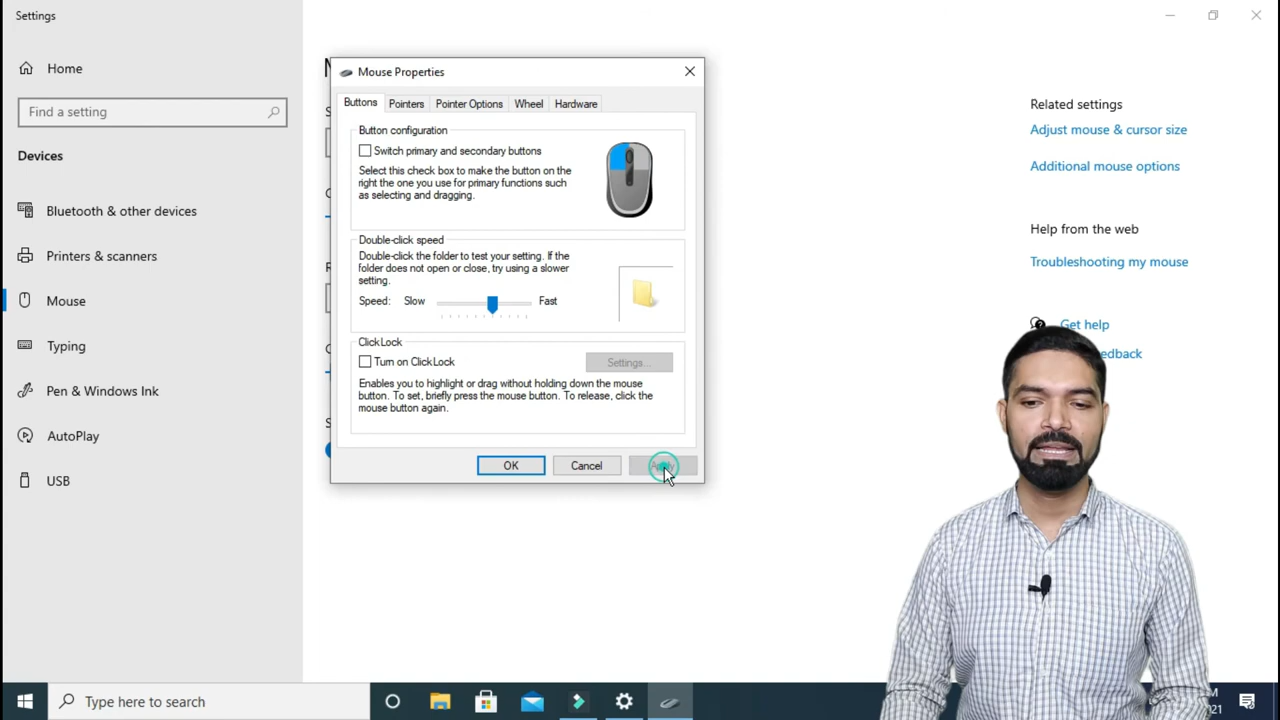 Settings
Home
Find a setting
Devices
Bluetooth & other devices
Printers & scanners
Mouse
Typing
Pen & Windows Ink
AutoPlay
USB
Mouse Properties
Buttons Pointers Pointer Options Wheel Hardware
Button configuration
Switch primary and secondary buttons
Select this check box to make the button on the
right the one you use for primary functions such
as selecting and dragging.
Double-click speed
Double-click the folder to test your setting. If the
folder does not open or close, try using a slower
setting.
Speed: Slow Fast
ClickLock
Turn on ClickLock
Settings...
Enables you to highlight or drag without holding down the mouse
button. To set, briefly press the mouse button. To release, click the
mouse button again.
OK Cancel
Related settings
Adjust mouse & cursor size
Additional mouse options
Help from the web
Troubleshooting my mouse
Get help
Type here to search